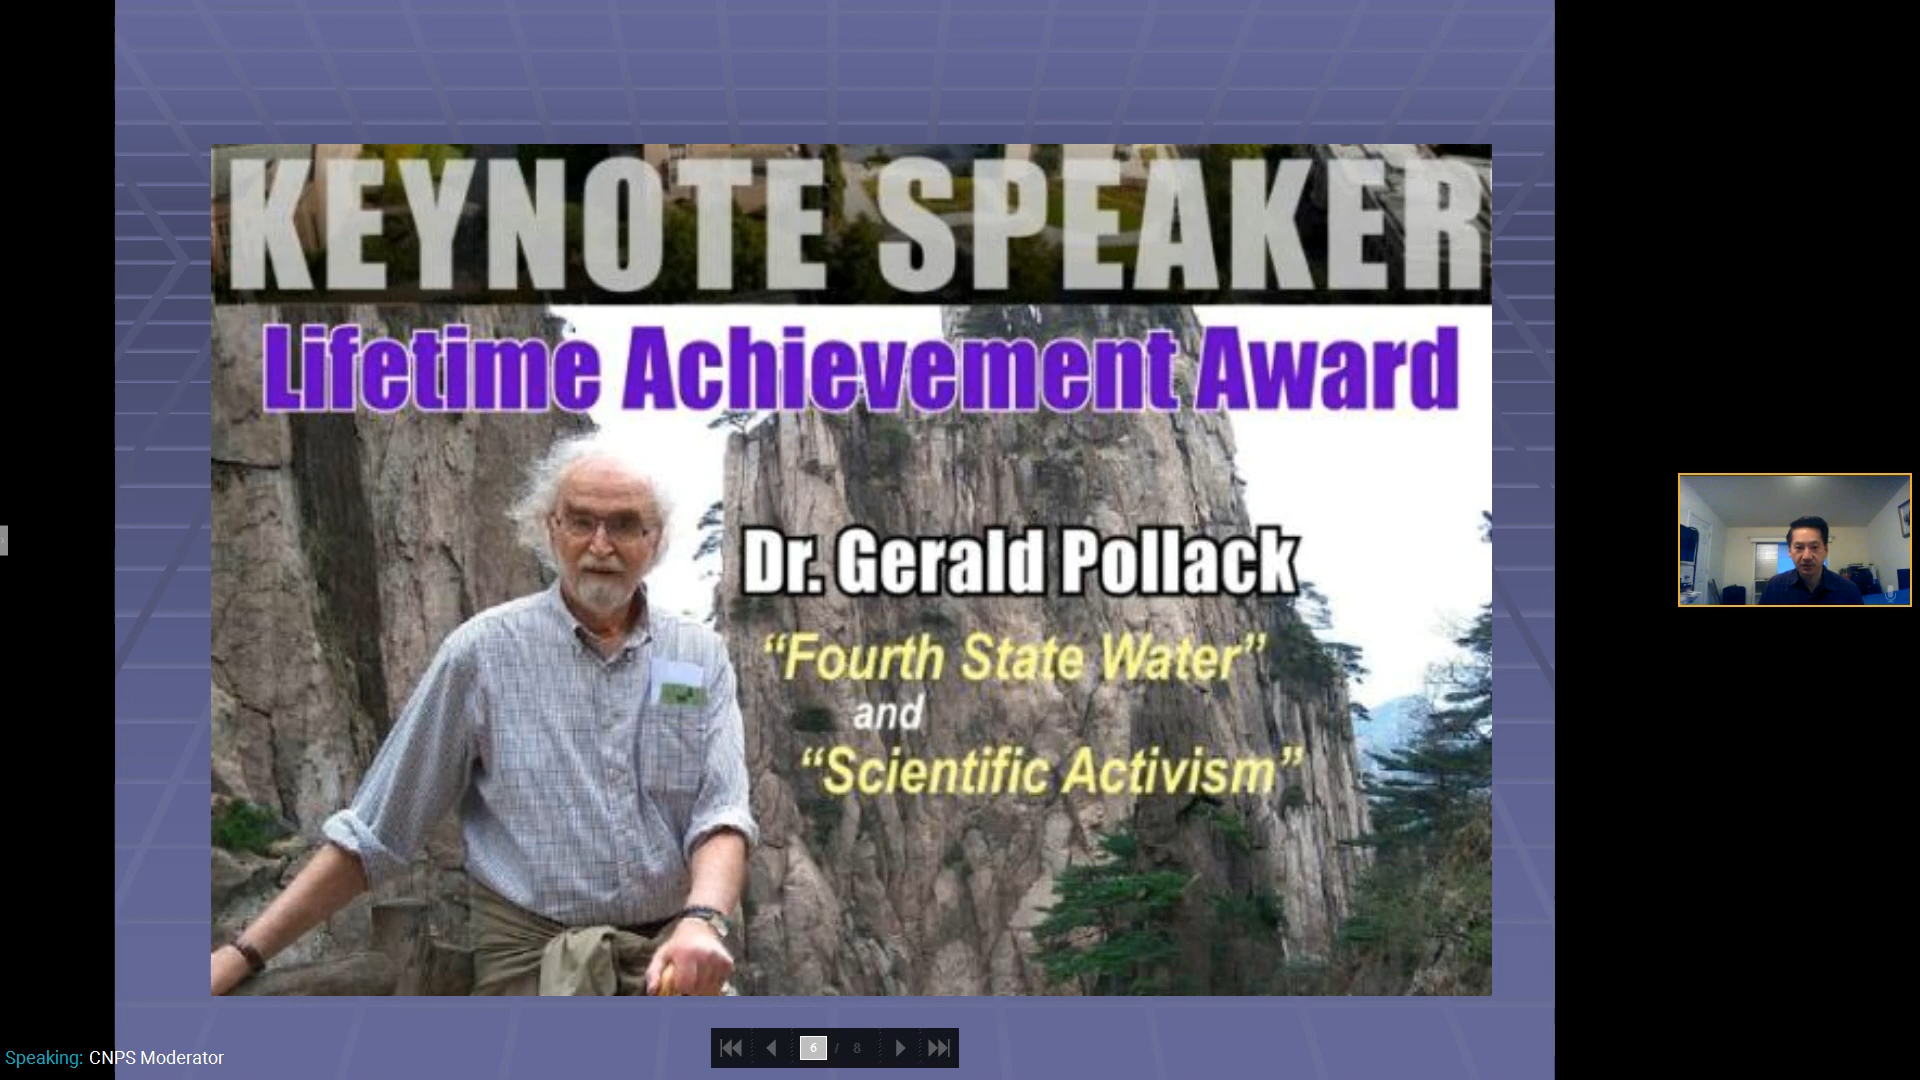 KEYNOTE SPEAKER
Lifetime Achievement Award
Dr. Gerald Pollack
“Fourth State Water”
and
“Scientific Activism”
6 / 8
Speaking: CNPS Moderator